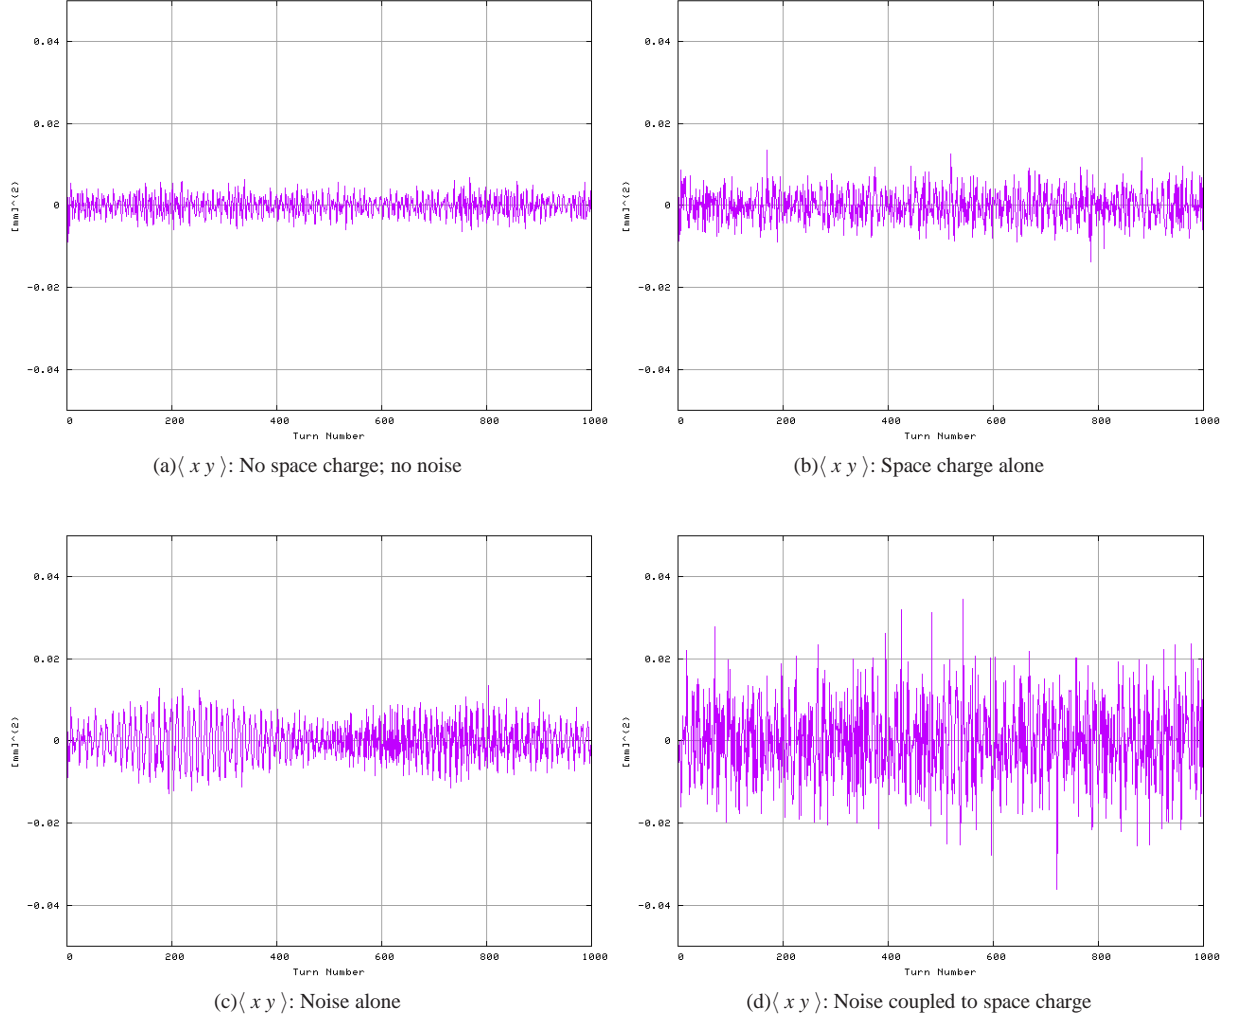 0.04
0.02
0
-0.02
-0.04
[mm]^(2)
0 200 400 600 800 1000
Turn Number
(a)⟨ x y ⟩: No space charge; no noise
0.04
0.02
0
-0.02
-0.04
[mm]^(2)
0 200 400 600 800 1000
Turn Number
(b)⟨ x y ⟩: Space charge alone
0.04
0.02
0
-0.02
-0.04
[mm]^(2)
0 200 400 600 800 1000
Turn Number
(c)⟨ x y ⟩: Noise alone
0.04
0.02
0
-0.02
-0.04
[mm]^(2)
0 200 400 600 800 1000
Turn Number
(d)⟨ x y ⟩: Noise coupled to space charge